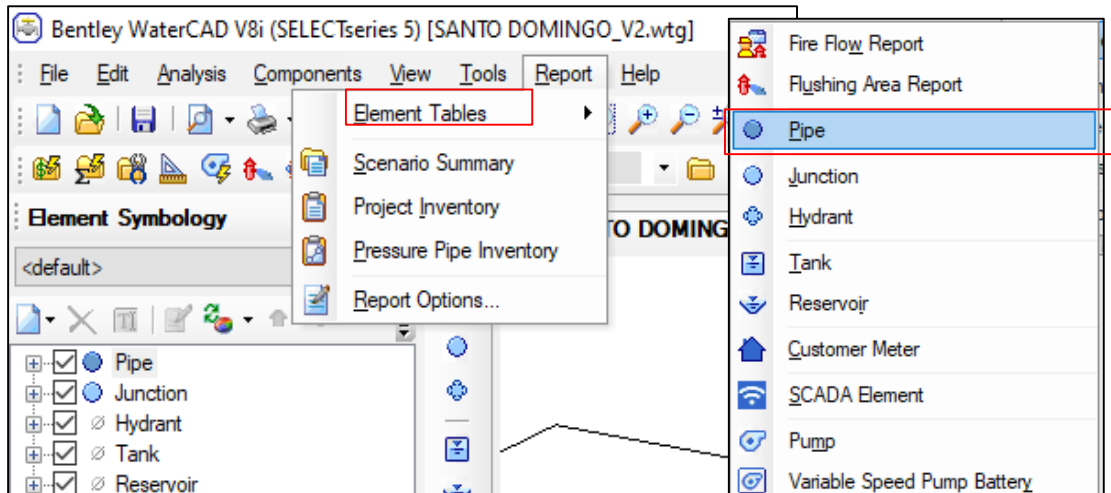 Bentley WaterCAD V8i (SELECTseries 5) [SANTO DOMINGO_V2.wtg]
File Edit Analysis Components View Tools Report Help
Element Tables
Scenario Summary
Project Inventory
Pressure Pipe Inventory
Report Options...
Element Symbology
<default>
TO DOMING
Pipe
Junction
Hydrant
Tank
Reservoir
Fire Flow Report
Flushing Area Report
Pipe
Junction
Hydrant
Tank
Reservoir
Customer Meter
SCADA Element
Pump
Variable Speed Pump Battery